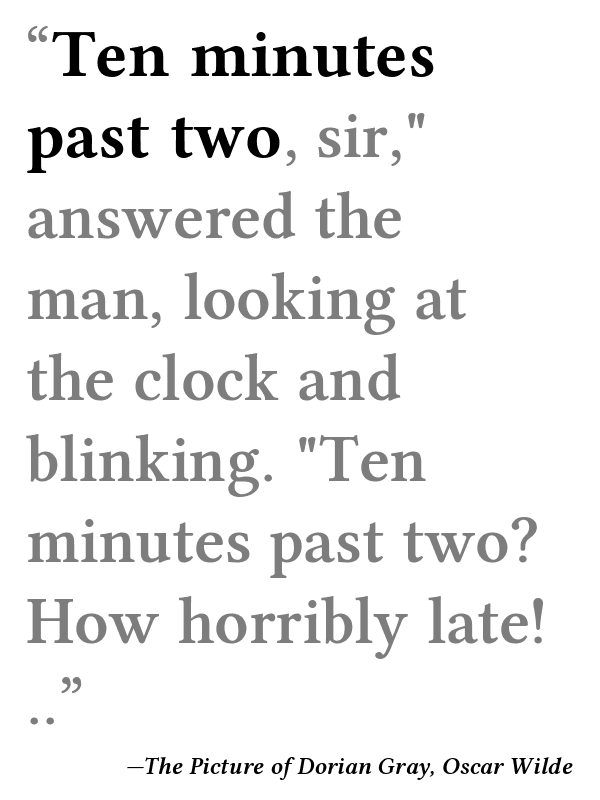 “Ten minutes
past two, sir,"
answered the
man, looking at
the clock and
blinking. "Ten
minutes past two?
How horribly late!
..”
—The Picture of Dorian Gray, Oscar Wilde